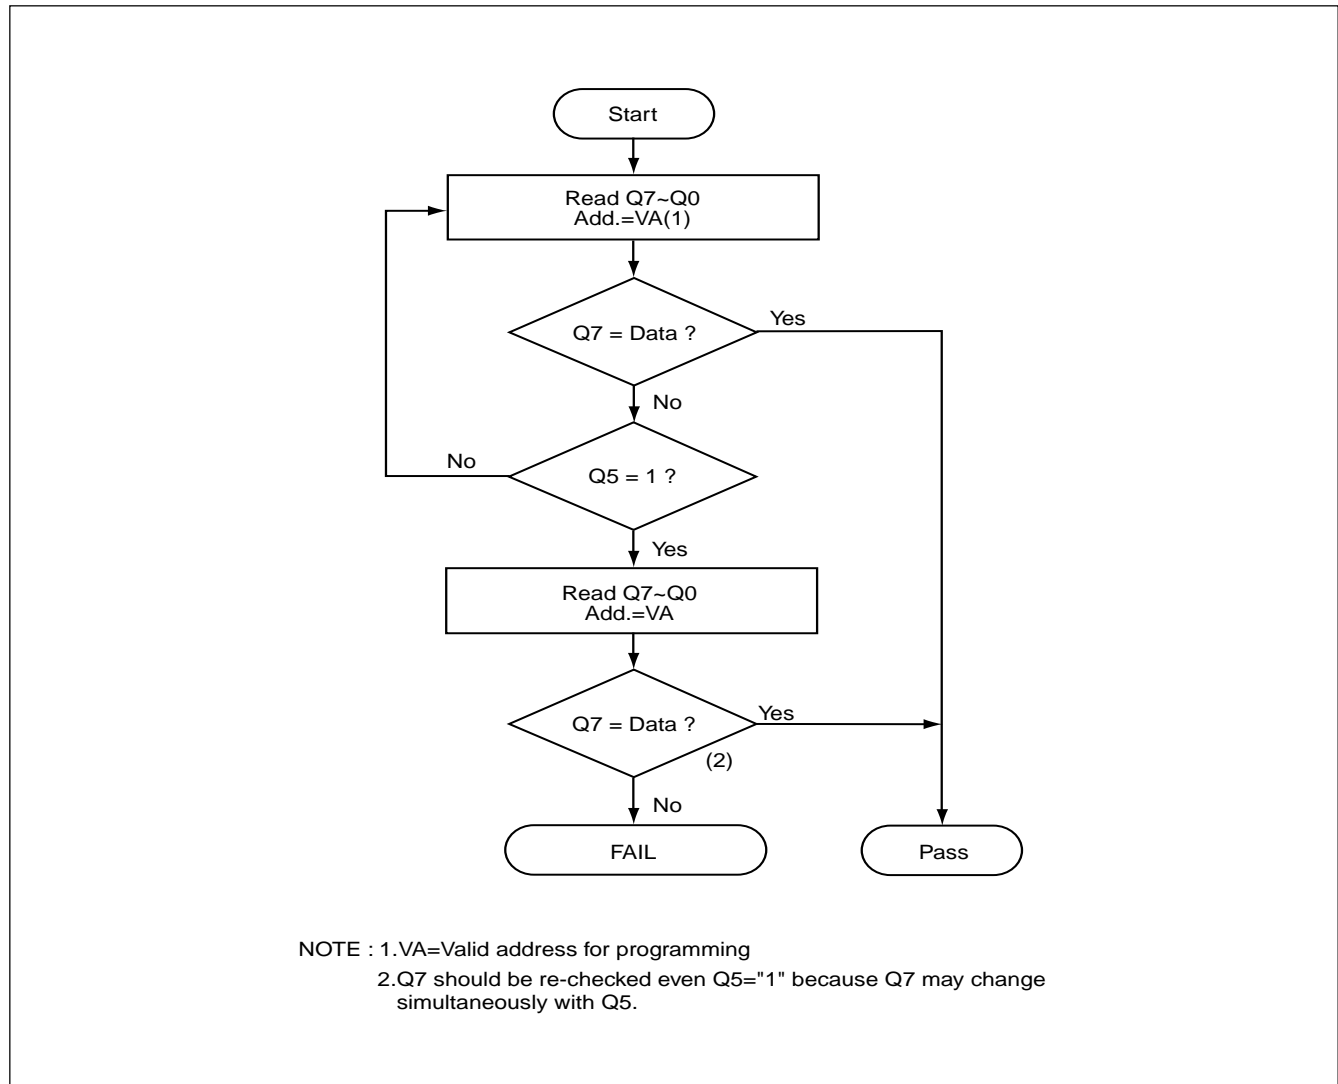 Start
Read Q7~Q0
Add.=VA(1)
Q7 = Data ?
Yes
No
No
Q5 = 1 ?
Yes
Read Q7~Q0
Add.=VA
Q7 = Data ?
Yes
(2)
No
FAIL
Pass
NOTE : 1.VA=Valid address for programming
2.Q7 should be re-checked even Q5="1" because Q7 may change
simultaneously with Q5.